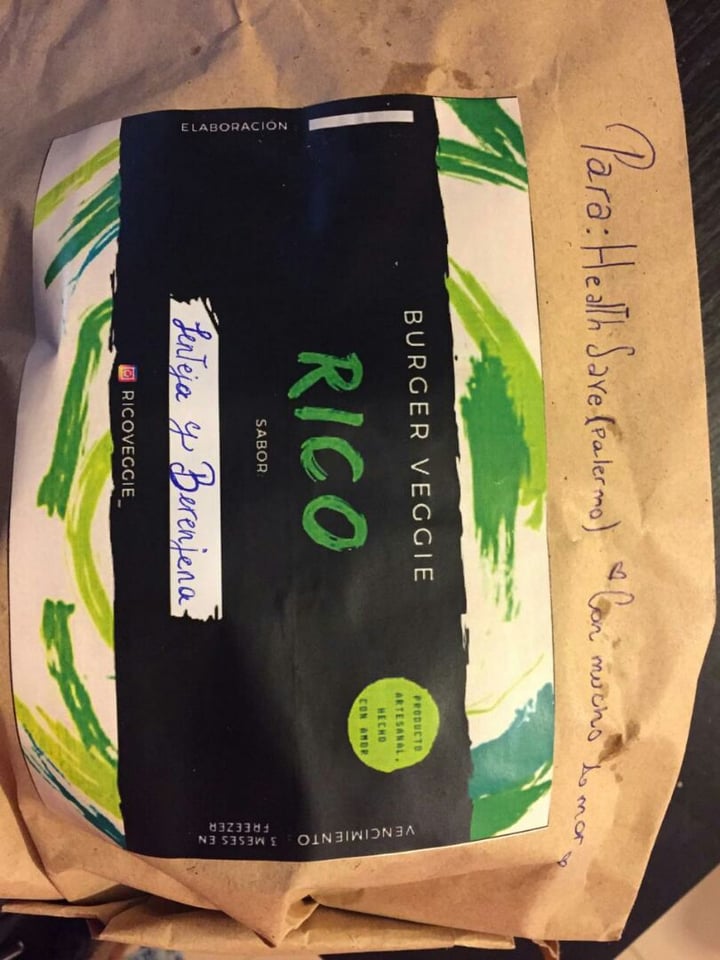 Para: Health Save (Palermo) ♥ Con mucho amor
BURGER VEGGIE
RICO
SABOR:
Lenteja y Berenjena
RICOVEGGIE_
ELABORACIÓN
PRODUCTO
ARTESANAL,
HECHO
CON AMOR
VENCIMIENTO:
3 MESES EN
FREEZER